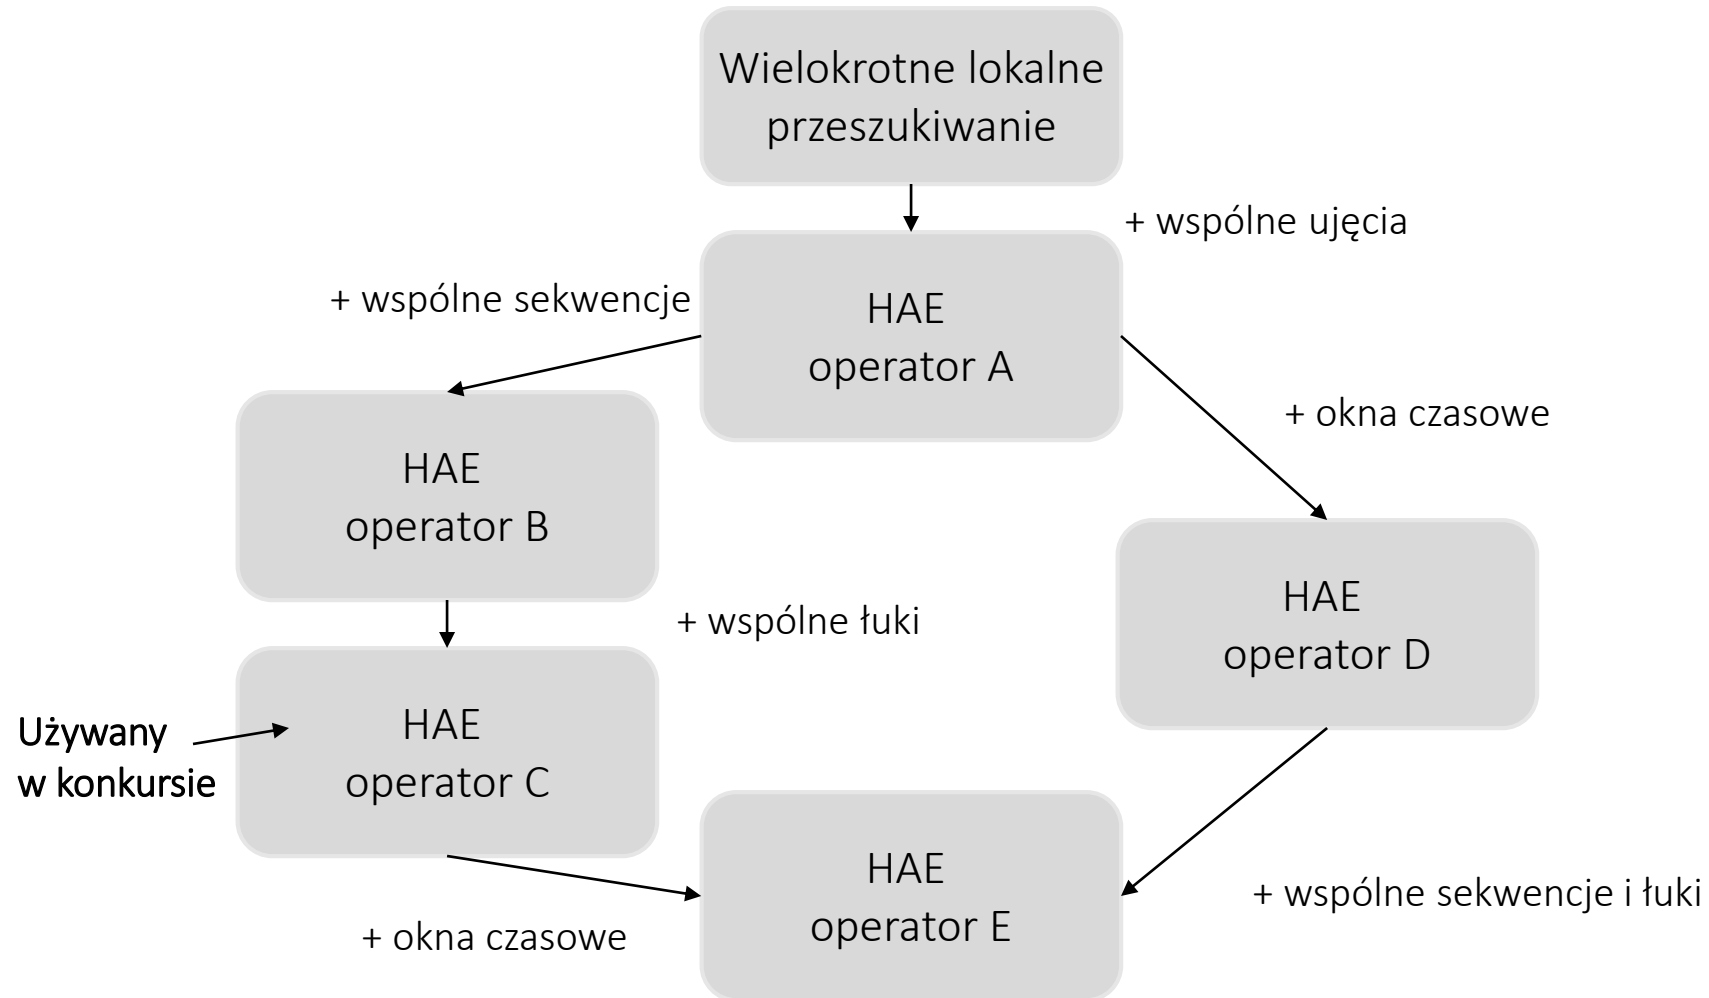 Wielokrotne lokalne
przeszukiwanie
+ wspólne ujęcia
+ wspólne sekwencje
HAE
operator A
+ okna czasowe
HAE
operator B
HAE
operator D
+ wspólne łuki
Używany
w konkursie
HAE
operator C
HAE
operator E
+ wspólne sekwencje i łuki
+ okna czasowe